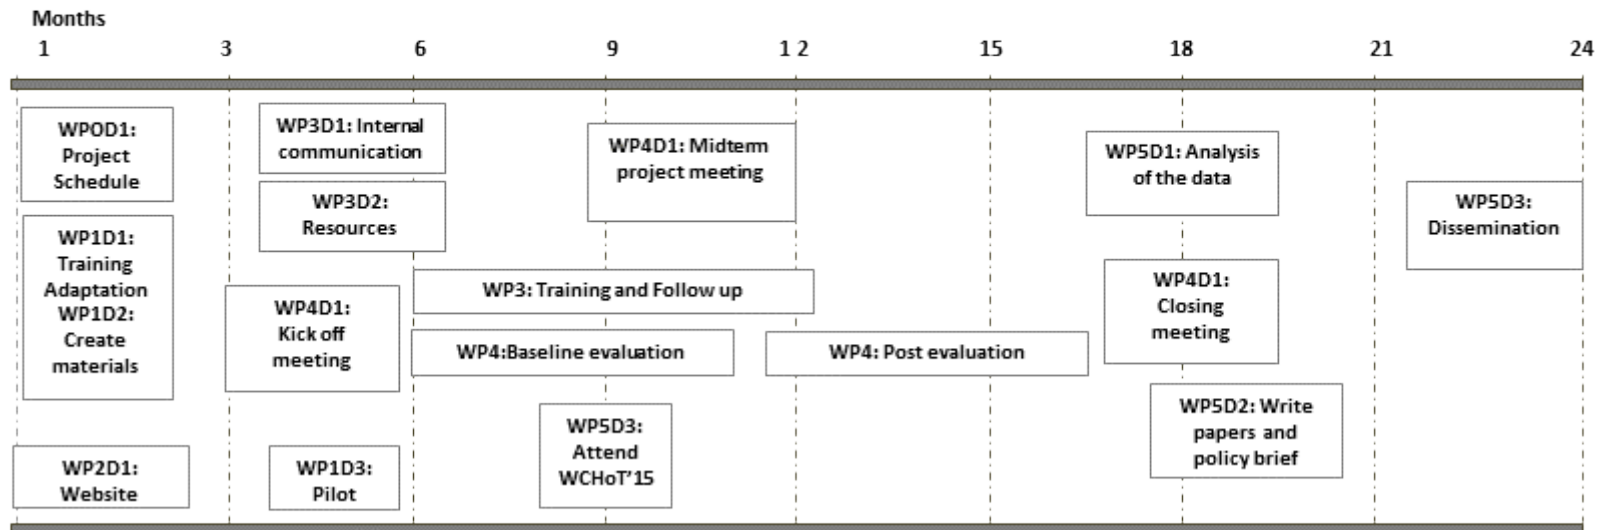 Months
1 3 6 9 1 2 15 18 21 24
WP0D1:
Project
Schedule
WP1D1:
Training
Adaptation
WP1D2:
Create
materials
WP2D1:
Website
WP3D1: Internal
communication
WP3D2:
Resources
WP4D1:
Kick off
meeting
WP1D3:
Pilot
WP4D1: Midterm
project meeting
WP3: Training and Follow up
WP4:Baseline evaluation
WP5D3:
Attend
WCHoT'15
WP4: Post evaluation
WP5D1: Analysis
of the data
WP4D1:
Closing
meeting
WP5D2: Write
papers and
policy brief
WP5D3:
Dissemination